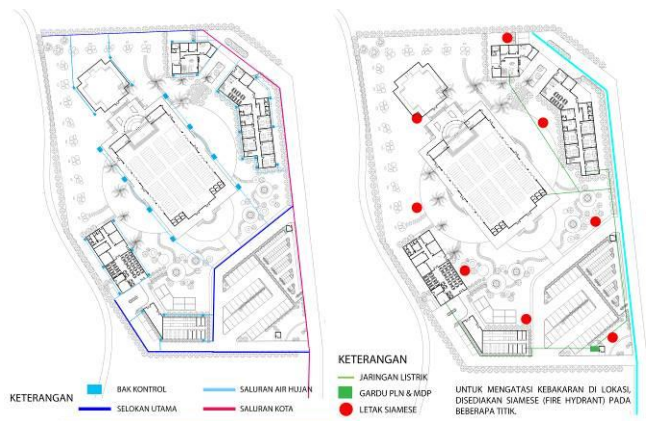 KETERANGAN
BAK KONTROL
SALURAN AIR HUJAN
SELOKAN UTAMA
SALURAN KOTA
KETERANGAN
JARINGAN LISTRIK
GARDU PLN & MDP
LETAK SIAMESE
UNTUK MENGATASI KEBAKARAN DI LOKASI,
DISEDIAKAN SIAMESE (FIRE HYDRANT) PADA
BEBERAPA TITIK.